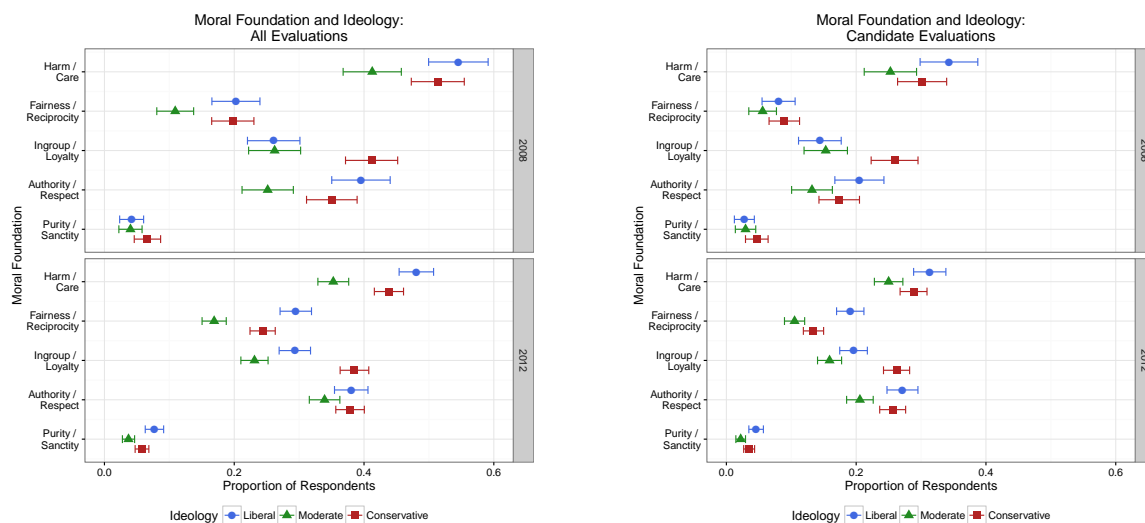 Moral Foundation and Ideology:
All Evaluations
Moral Foundation
Harm /
Care
Fairness /
Reciprocity
Ingroup /
Loyalty
Authority /
Respect
Purity /
Sanctity
2008
Harm /
Care
Fairness /
Reciprocity
Ingroup /
Loyalty
Authority /
Respect
Purity /
Sanctity
2012
0.0 0.2 0.4 0.6
Proportion of Respondents
Ideology Liberal Moderate Conservative
Moral Foundation and Ideology:
Candidate Evaluations
Moral Foundation
Harm /
Care
Fairness /
Reciprocity
Ingroup /
Loyalty
Authority /
Respect
Purity /
Sanctity
2008
Harm /
Care
Fairness /
Reciprocity
Ingroup /
Loyalty
Authority /
Respect
Purity /
Sanctity
2012
0.0 0.2 0.4 0.6
Proportion of Respondents
Ideology Liberal Moderate Conservative